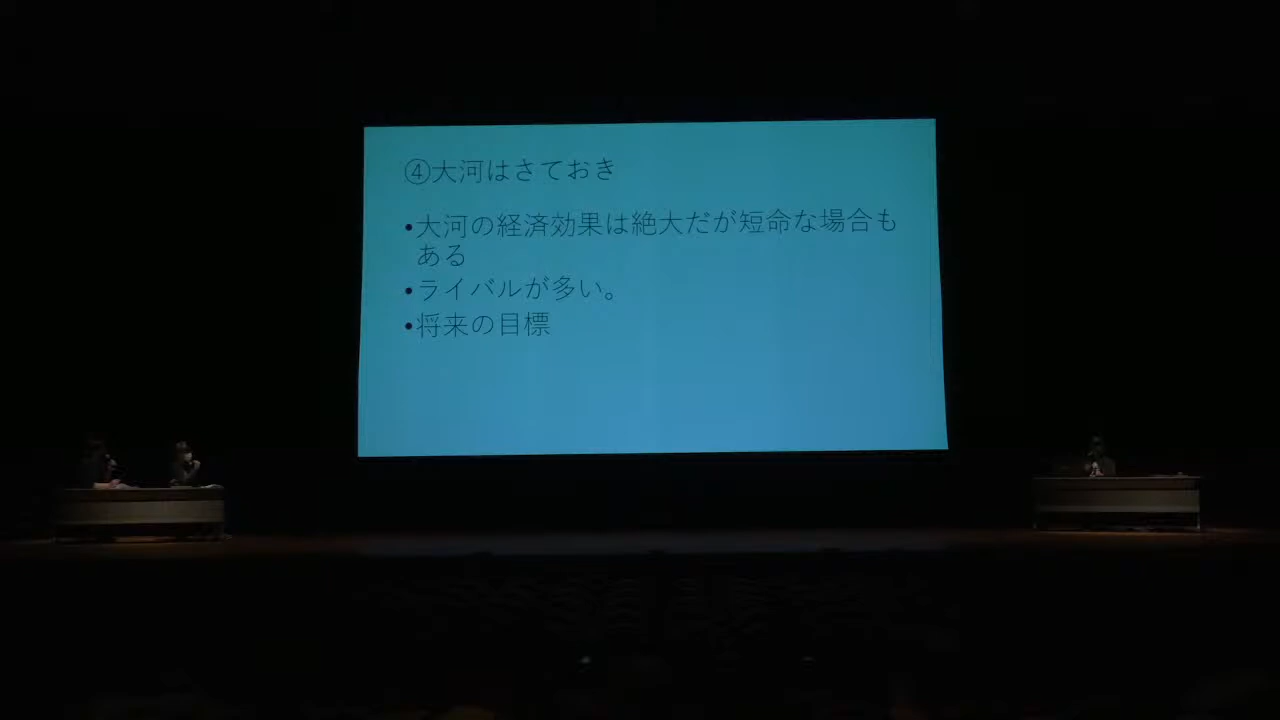 ④大河はさておき
•大河の経済効果は絶大だが短命な場合も
ある
•ライバルが多い。
•将来の目標